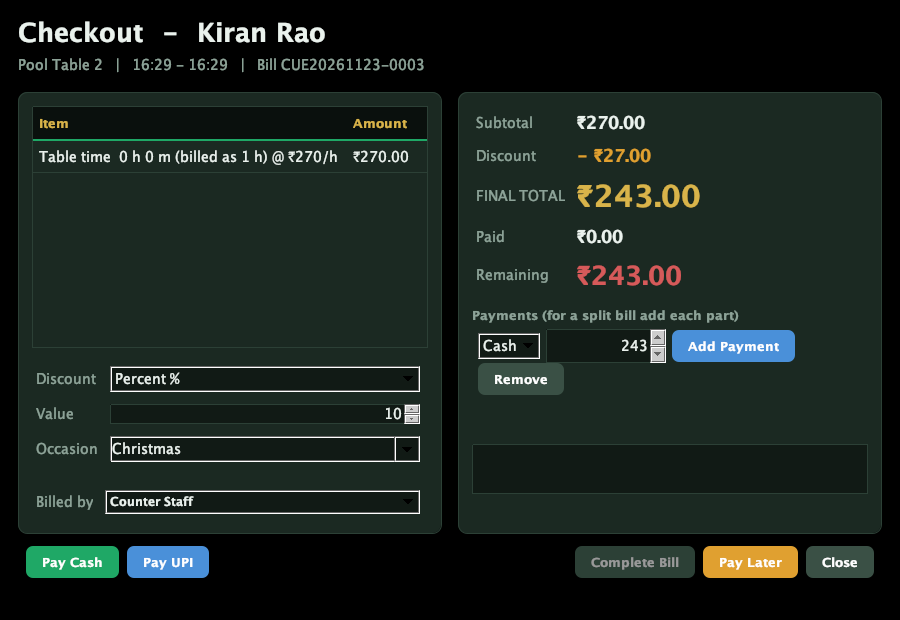 Checkout – Kiran Rao
Pool Table 2 | 16:29 – 16:29 | Bill CUE20261123-0003
Item Amount
Table time 0 h 0 m (billed as 1 h) @ ₹270/h ₹270.00
Discount Percent %
Value 10
Occasion Christmas
Billed by Counter Staff
Subtotal ₹270.00
Discount – ₹27.00
FINAL TOTAL ₹243.00
Paid ₹0.00
Remaining ₹243.00
Payments (for a split bill add each part)
Cash 243 Add Payment
Remove
Pay Cash Pay UPI Complete Bill Pay Later Close